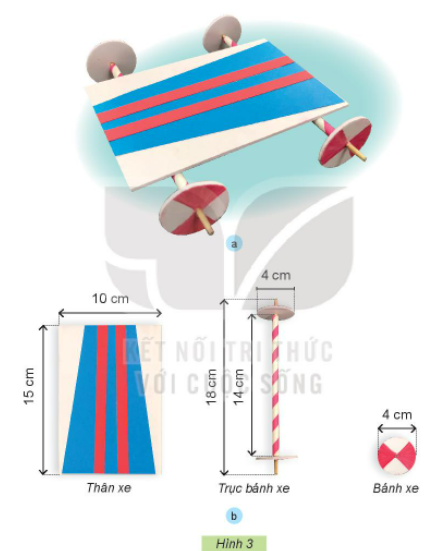 a
4 cm
10 cm
KẾT NỐI TRI THỨC
VỚI CUỘC SỐNG
15 cm
18 cm
14 cm
4 cm
Thân xe
Trục bánh xe
Bánh xe
b
Hình 3